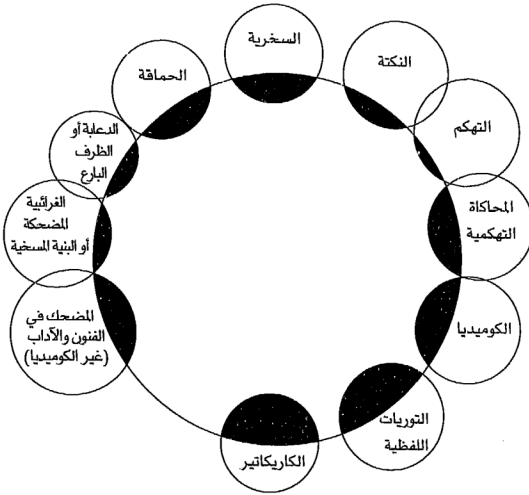 السخرية
النكتة
التهكم
المحاكاة
التهكمية
الكوميديا
التوريات
اللفظية
الكاريكاتير
المضحك في
الفنون والآداب
(غير الكوميديا)
الغرائبية
المضحكة
أو البنية المسخية
الدعابة أو
الظرف
البارع
الحماقة